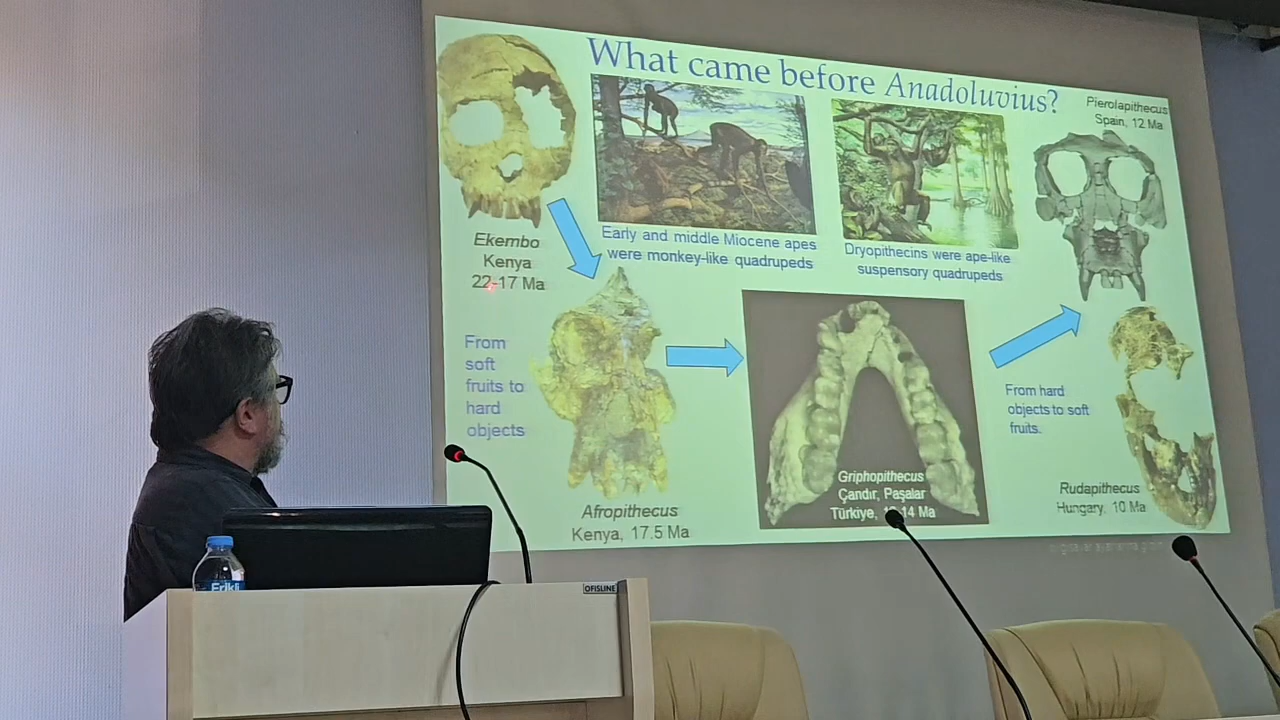 What came before Anadoluvius?
Pierolapithecus
Spain, 12 Ma
Ekembo
Kenya
22-17 Ma
Early and middle Miocene apes
were monkey-like quadrupeds
Dryopithecins were ape-like
suspensory quadrupeds
From
soft
fruits to
hard
objects
Afropithecus
Kenya, 17.5 Ma
Griphopithecus
Çandır, Paşalar
Türkiye, 14 Ma
From hard
objects to soft
fruits.
Rudapithecus
Hungary, 10 Ma
Erikli
OFISLINE